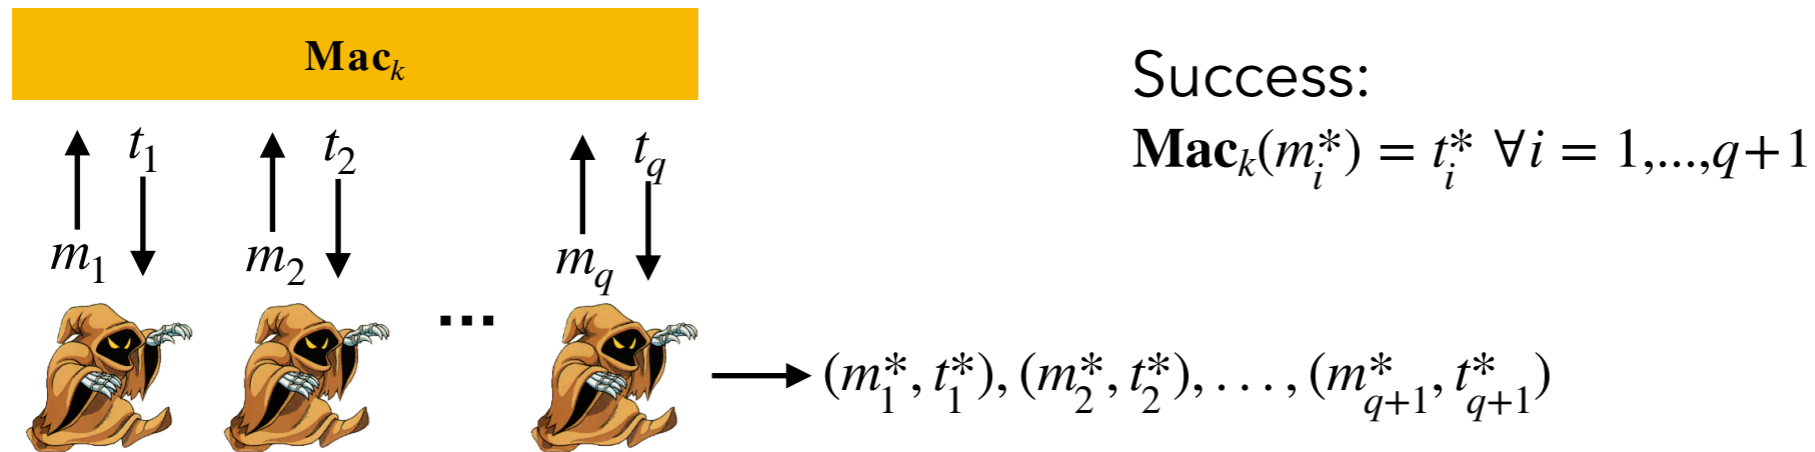 Mac_k
t_1 t_2 t_q
m_1 m_2 m_q
...
(m_1^*, t_1^*), (m_2^*, t_2^*), . . . , (m_{q+1}^*, t_{q+1}^*)
Success:
Mac_k(m_i^*) = t_i^* ∀i = 1,...,q+1